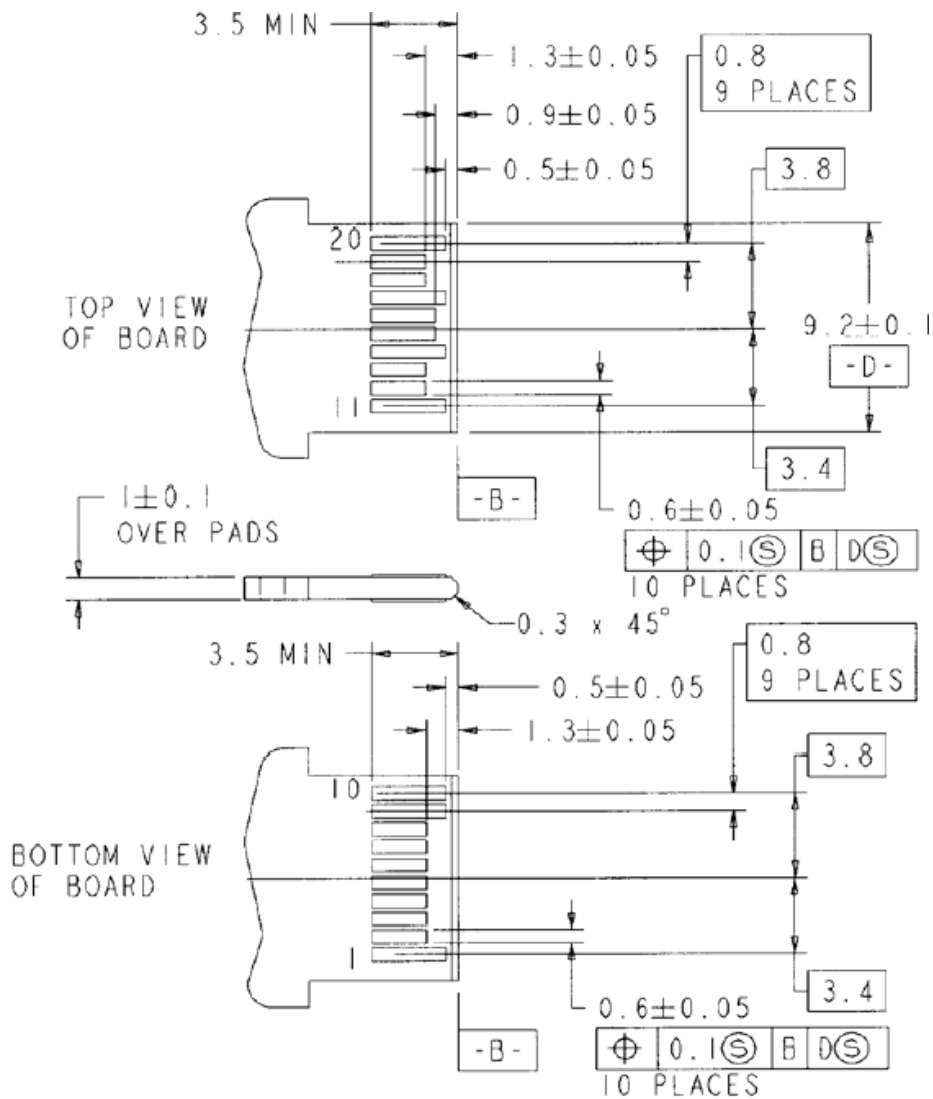 3.5 MIN
1.3±0.05
0.8
9 PLACES
0.9±0.05
0.5±0.05
3.8
20
TOP VIEW
OF BOARD
9.2±0.1
-D-
11
3.4
-B-
1±0.1
OVER PADS
0.6±0.05
⌖ 0.1Ⓢ B DⓈ
10 PLACES
0.3 x 45°
3.5 MIN
0.8
9 PLACES
0.5±0.05
1.3±0.05
3.8
10
BOTTOM VIEW
OF BOARD
1
3.4
0.6±0.05
-B-
⌖ 0.1Ⓢ B DⓈ
10 PLACES